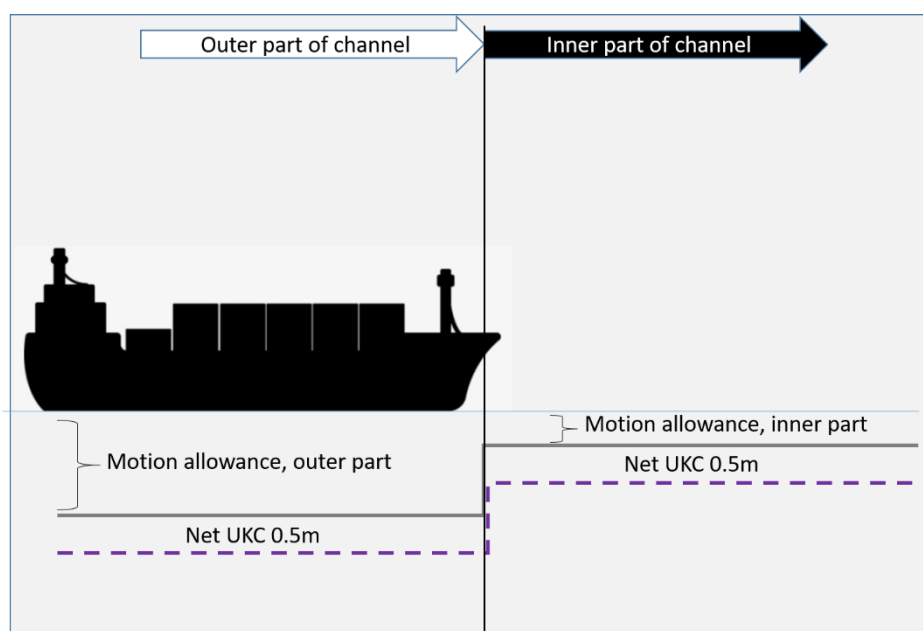 Outer part of channel
Inner part of channel
Motion allowance, inner part
Motion allowance, outer part
Net UKC 0.5m
Net UKC 0.5m